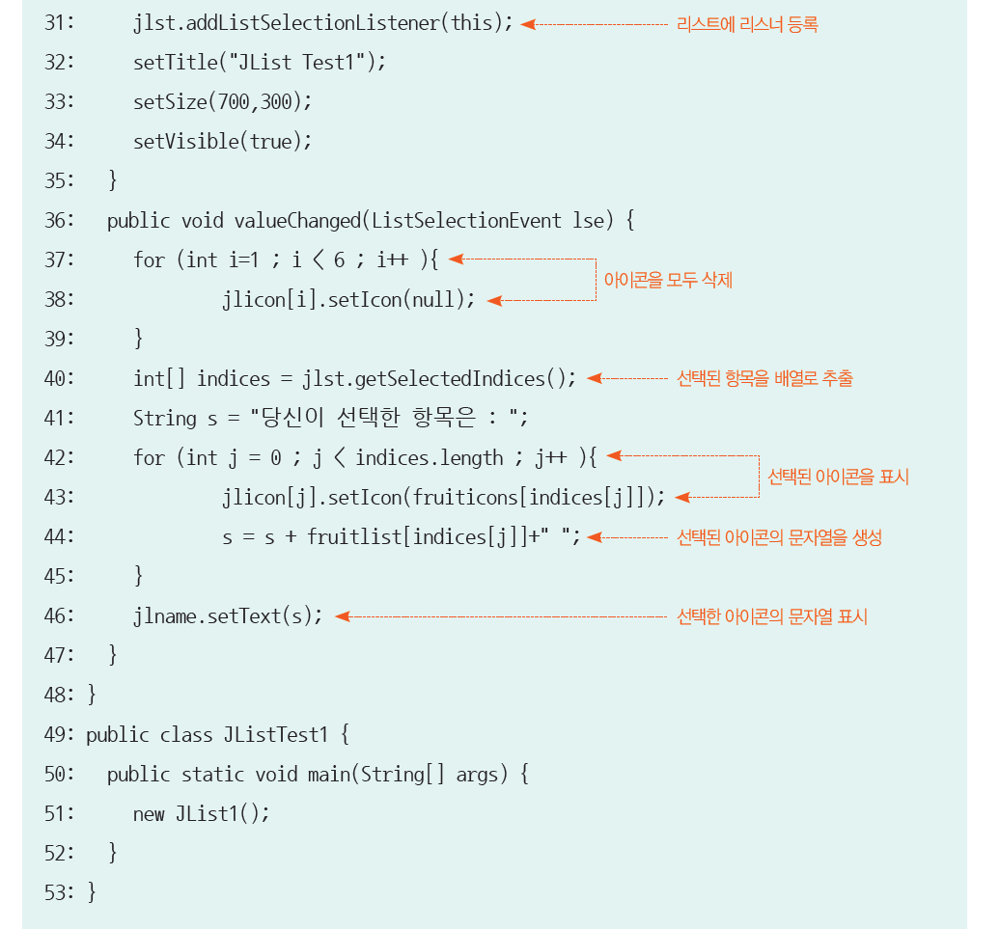 31: jlst.addListSelectionListener(this); 리스트에 리스너 등록
32: setTitle("JList Test1");
33: setSize(700,300);
34: setVisible(true);
35: }
36: public void valueChanged(ListSelectionEvent lse) {
37: for (int i=1 ; i < 6 ; i++ ){
아이콘을 모두 삭제
38: jlicon[i].setIcon(null);
39: }
40: int[] indices = jlst.getSelectedIndices(); 선택된 항목을 배열로 추출
41: String s = "당신이 선택한 항목은 : ";
42: for (int j = 0 ; j < indices.length ; j++ ){
선택된 아이콘을 표시
43: jlicon[j].setIcon(fruiticons[indices[j]]);
44: s = s + fruitlist[indices[j]]+" "; 선택된 아이콘의 문자열을 생성
45: }
46: jlname.setText(s); 선택한 아이콘의 문자열 표시
47: }
48: }
49: public class JListTest1 {
50: public static void main(String[] args) {
51: new JList1();
52: }
53: }